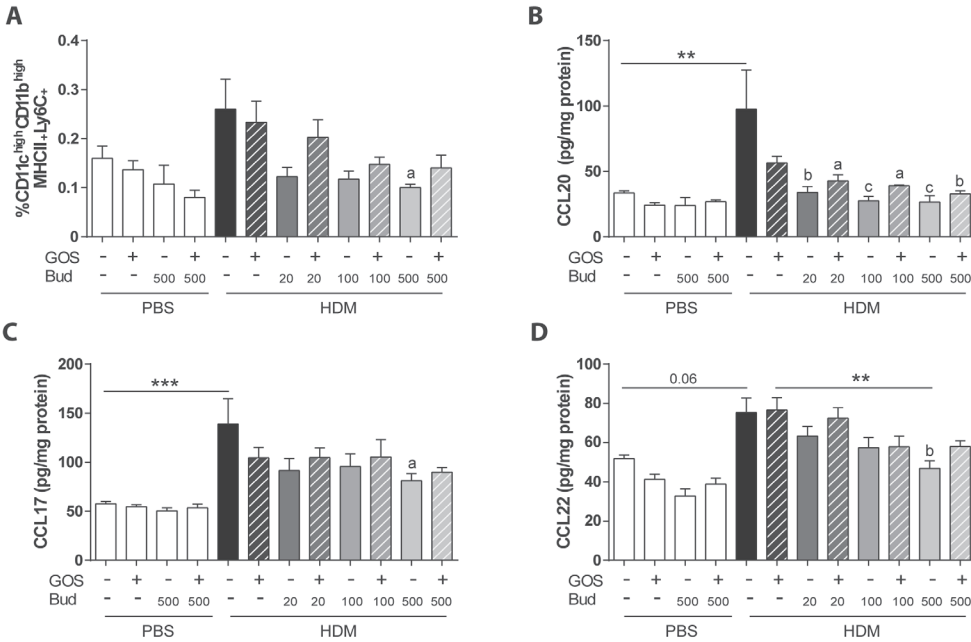 A
%CD11c^high CD11b^high
MHCII+Ly6C+
0.4
0.3
0.2
0.1
0
a
GOS - + - + - + - + - + - +
Bud - - 500 500 - - 20 20 100 100 500 500
PBS HDM
B
CCL20 (pg/mg protein)
150
100
50
0
**
b a c a c b
GOS - + - + - + - + - + - +
Bud - - 500 500 - - 20 20 100 100 500 500
PBS HDM
C
CCL17 (pg/mg protein)
200
150
100
50
0
***
a
GOS - + - + - + - + - + - +
Bud - - 500 500 - - 20 20 100 100 500 500
PBS HDM
D
CCL22 (pg/mg protein)
100
80
60
40
20
0
0.06 **
b
GOS - + - + - + - + - + - +
Bud - - 500 500 - - 20 20 100 100 500 500
PBS HDM